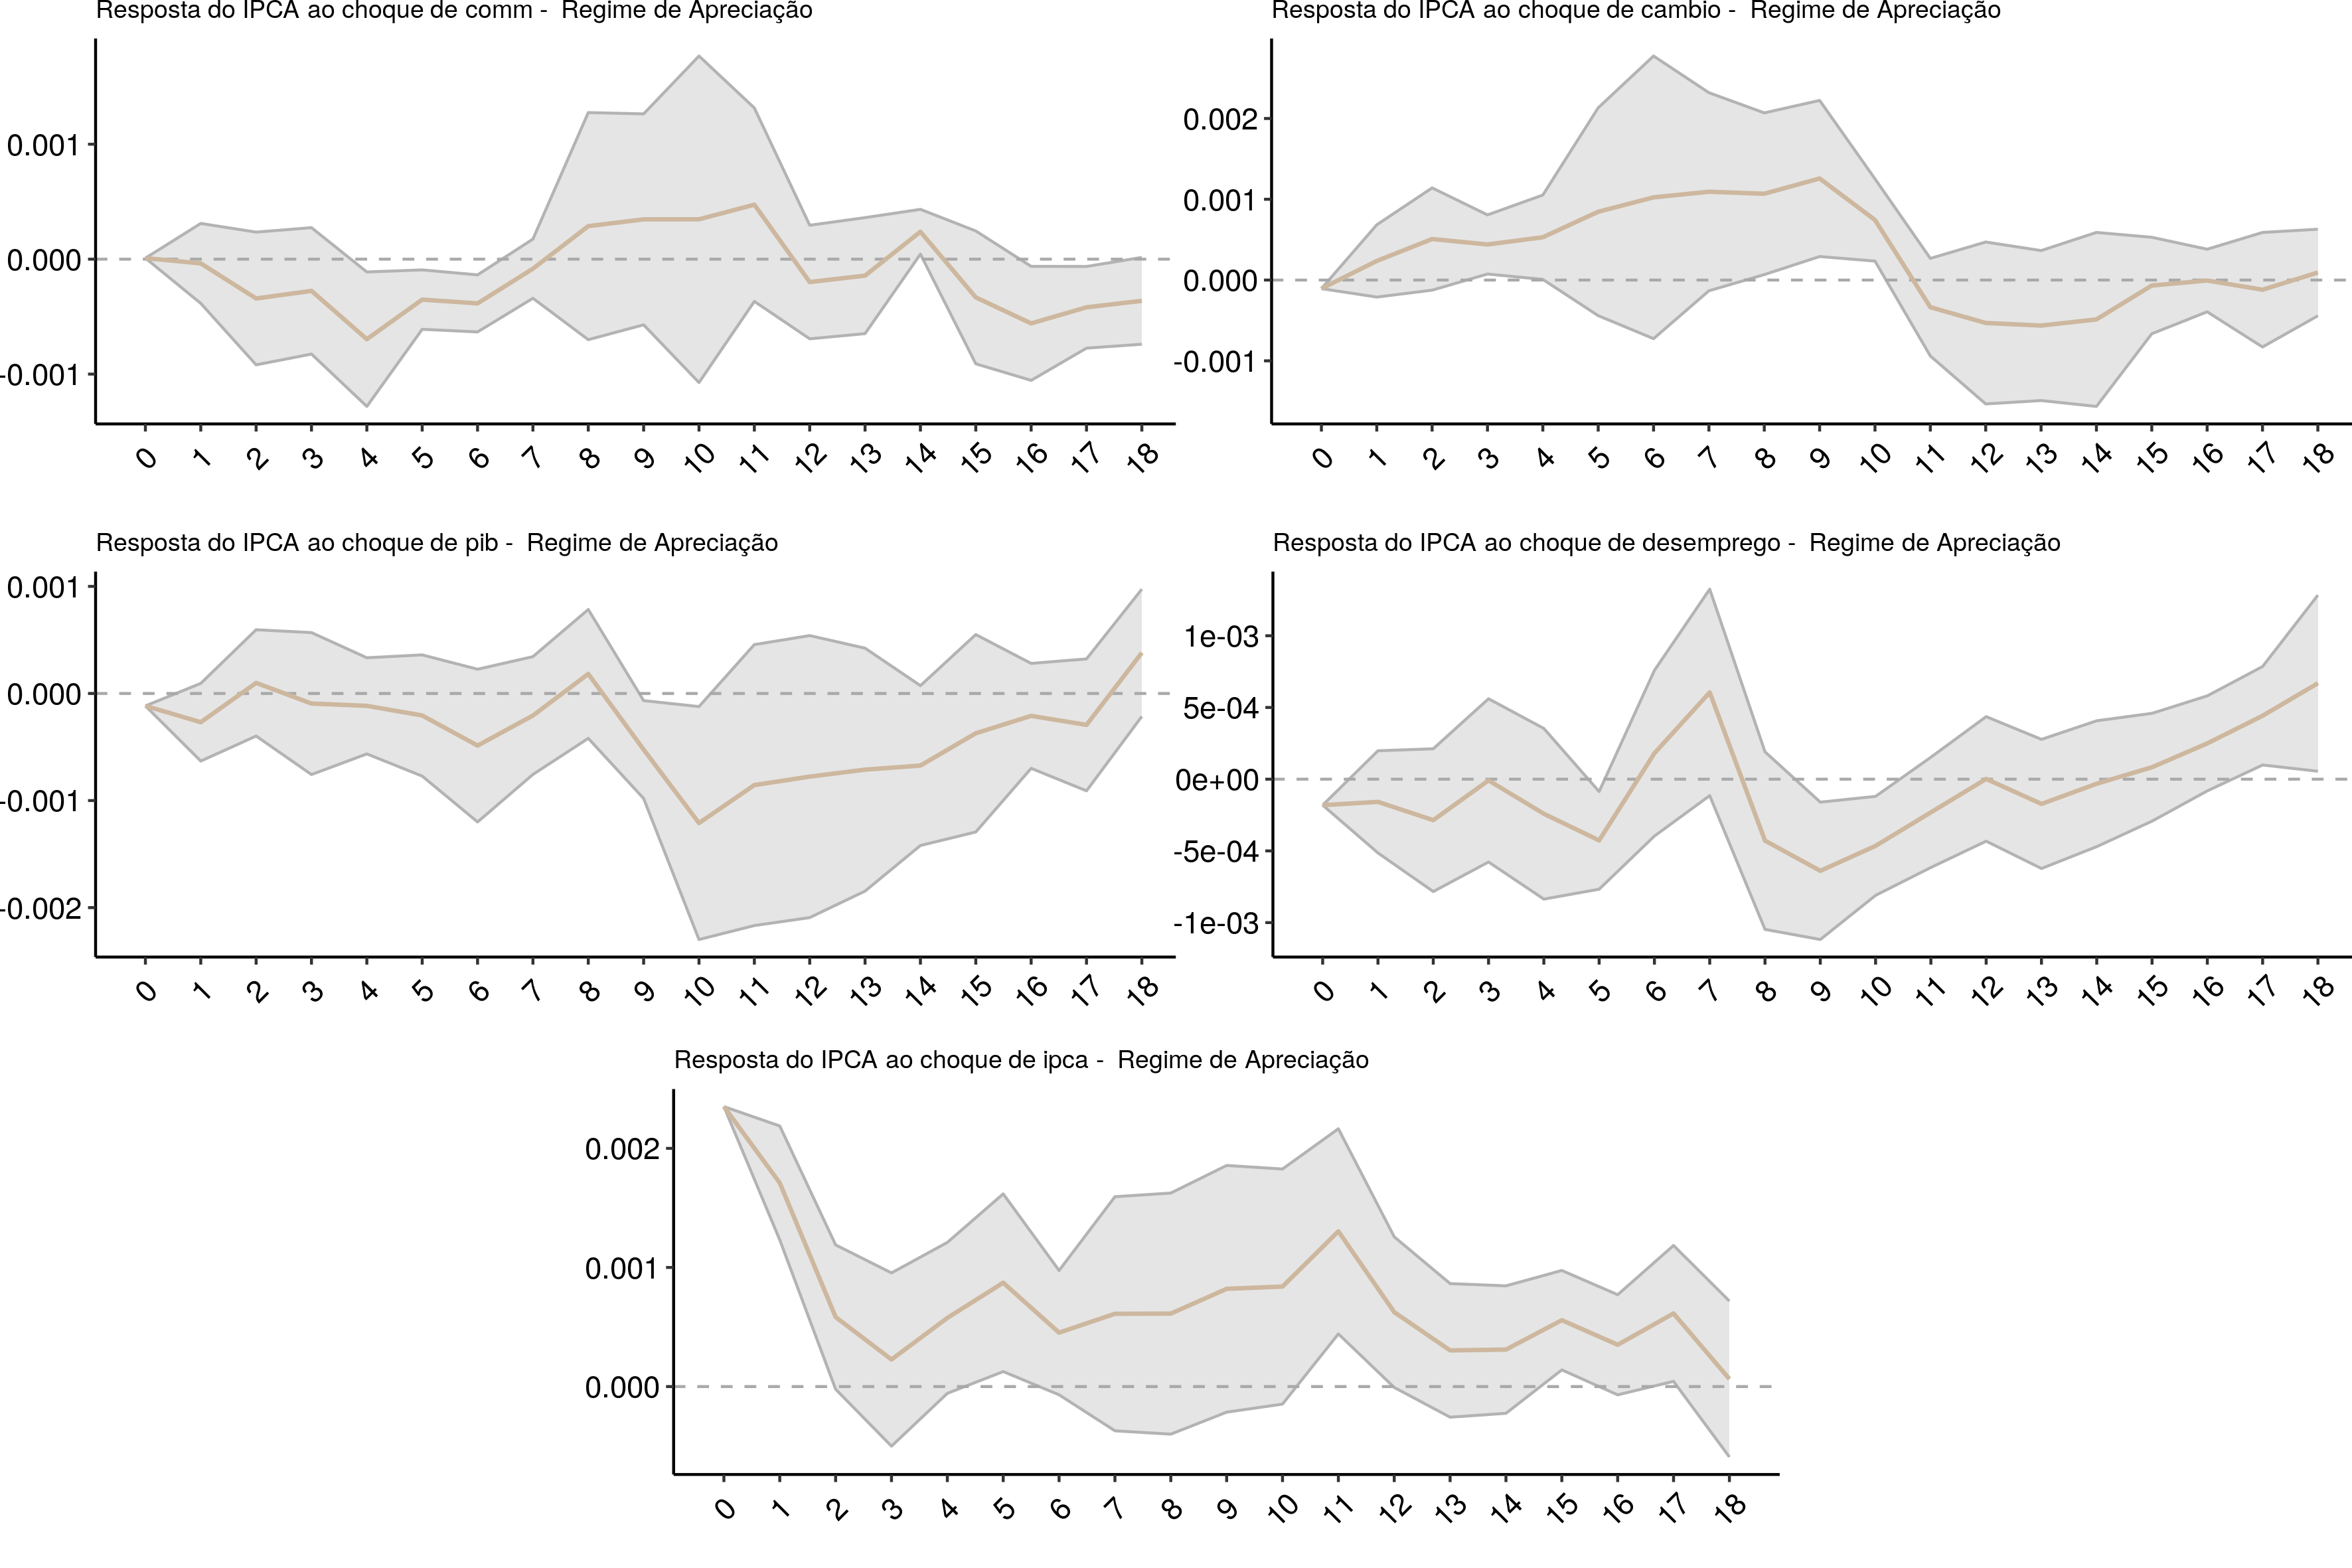 Resposta do IPCA ao choque de comm -  Regime de Apreciação
0.001
0.000
-0.001
0 1 2 3 4 5 6 7 8 9 10 11 12 13 14 15 16 17 18
Resposta do IPCA ao choque de cambio -  Regime de Apreciação
0.002
0.001
0.000
-0.001
0 1 2 3 4 5 6 7 8 9 10 11 12 13 14 15 16 17 18
Resposta do IPCA ao choque de pib -  Regime de Apreciação
0.001
0.000
-0.001
-0.002
0 1 2 3 4 5 6 7 8 9 10 11 12 13 14 15 16 17 18
Resposta do IPCA ao choque de desemprego -  Regime de Apreciação
1e-03
5e-04
0e+00
-5e-04
-1e-03
0 1 2 3 4 5 6 7 8 9 10 11 12 13 14 15 16 17 18
Resposta do IPCA ao choque de ipca -  Regime de Apreciação
0.002
0.001
0.000
0 1 2 3 4 5 6 7 8 9 10 11 12 13 14 15 16 17 18